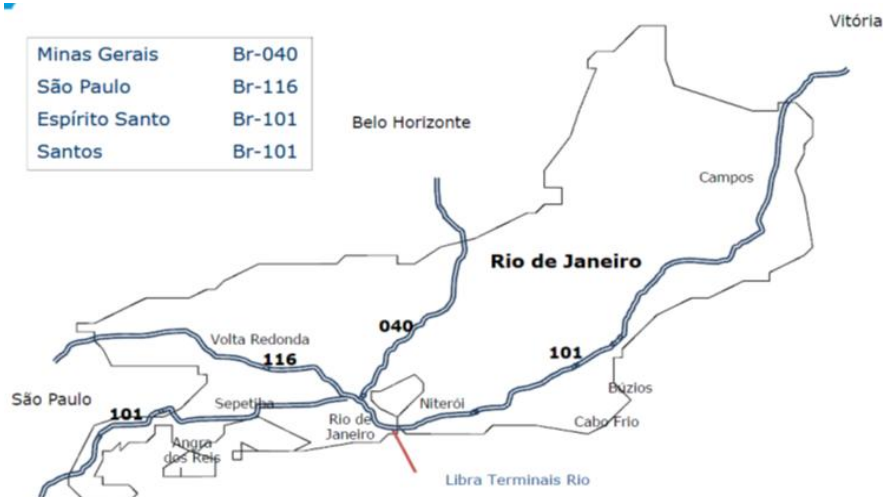 Vitória
Minas Gerais Br-040
São Paulo Br-116
Espírito Santo Br-101
Santos Br-101
Belo Horizonte
Campos
Rio de Janeiro
040
Volta Redonda
116
101
Búzios
São Paulo
101
Sepetiba
Niterói
Cabo Frio
Rio de
Janeiro
Angra
dos Reis
Libra Terminais Rio